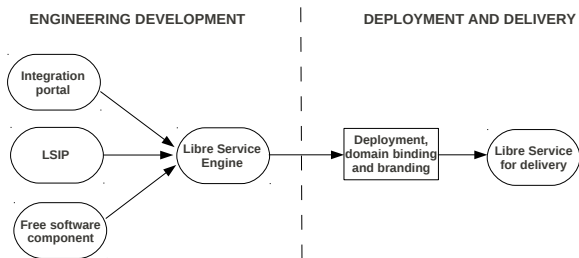 ENGINEERING DEVELOPMENT
DEPLOYMENT AND DELIVERY
Integration
portal
LSIP
Free software
component
Libre Service
Engine
Deployment,
domain binding
and branding
Libre Service
for delivery